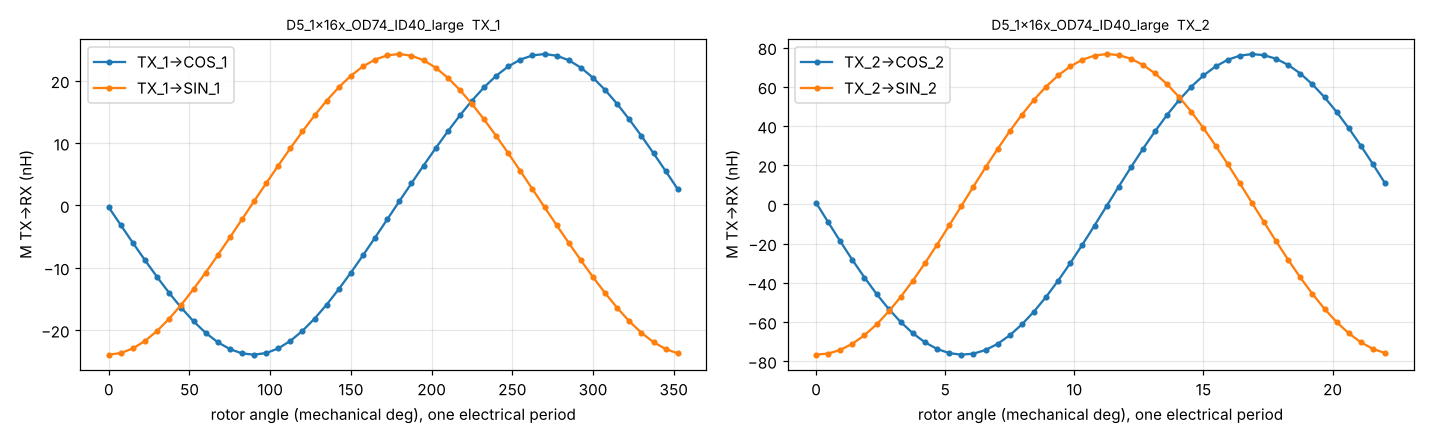 D5_1×16x_OD74_ID40_large  TX_1
TX_1→COS_1
TX_1→SIN_1
M TX→RX (nH)
20
10
0
−10
−20
0 50 100 150 200 250 300 350
rotor angle (mechanical deg), one electrical period
D5_1×16x_OD74_ID40_large  TX_2
TX_2→COS_2
TX_2→SIN_2
M TX→RX (nH)
80
60
40
20
0
−20
−40
−60
−80
0 5 10 15 20
rotor angle (mechanical deg), one electrical period